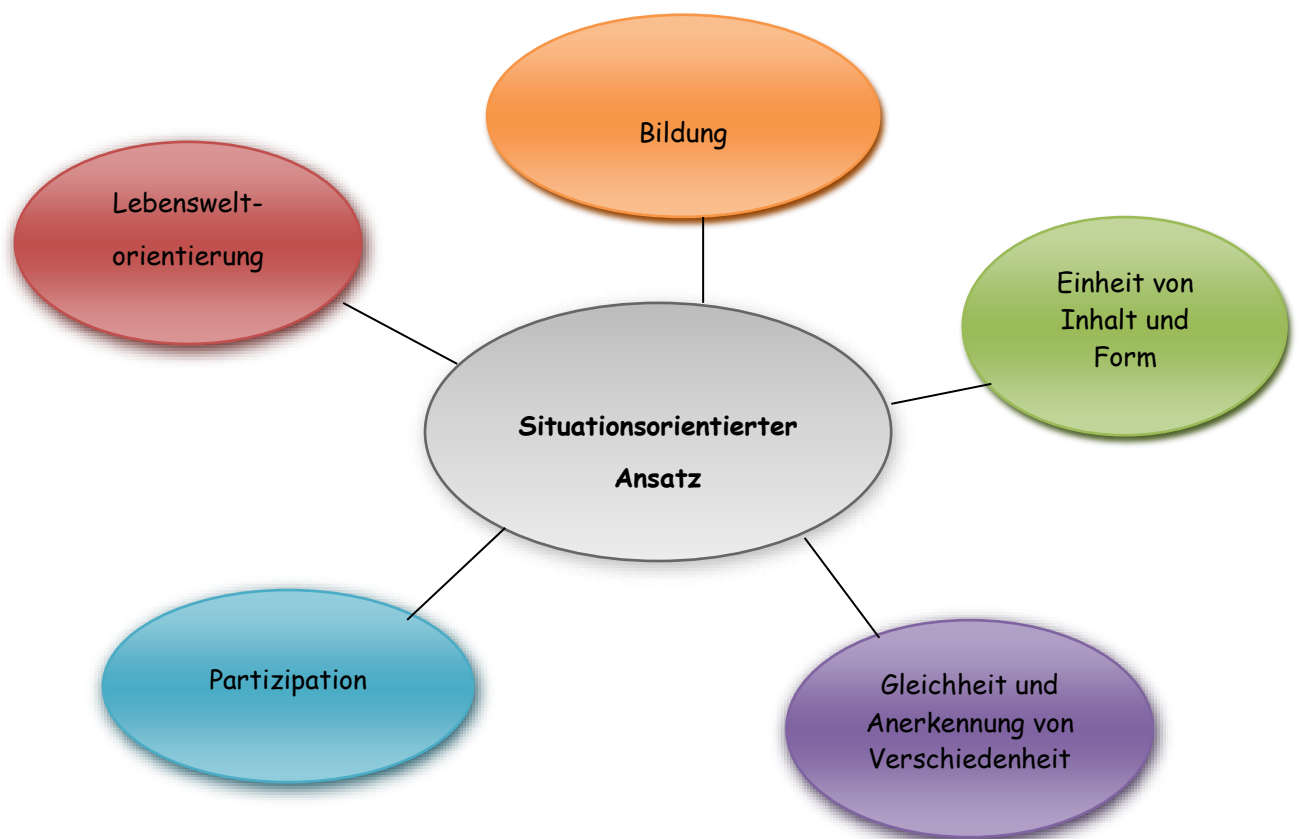 Bildung
Lebenswelt-
orientierung
Einheit von
Inhalt und
Form
Situationsorientierter
Ansatz
Partizipation
Gleichheit und
Anerkennung von
Verschiedenheit